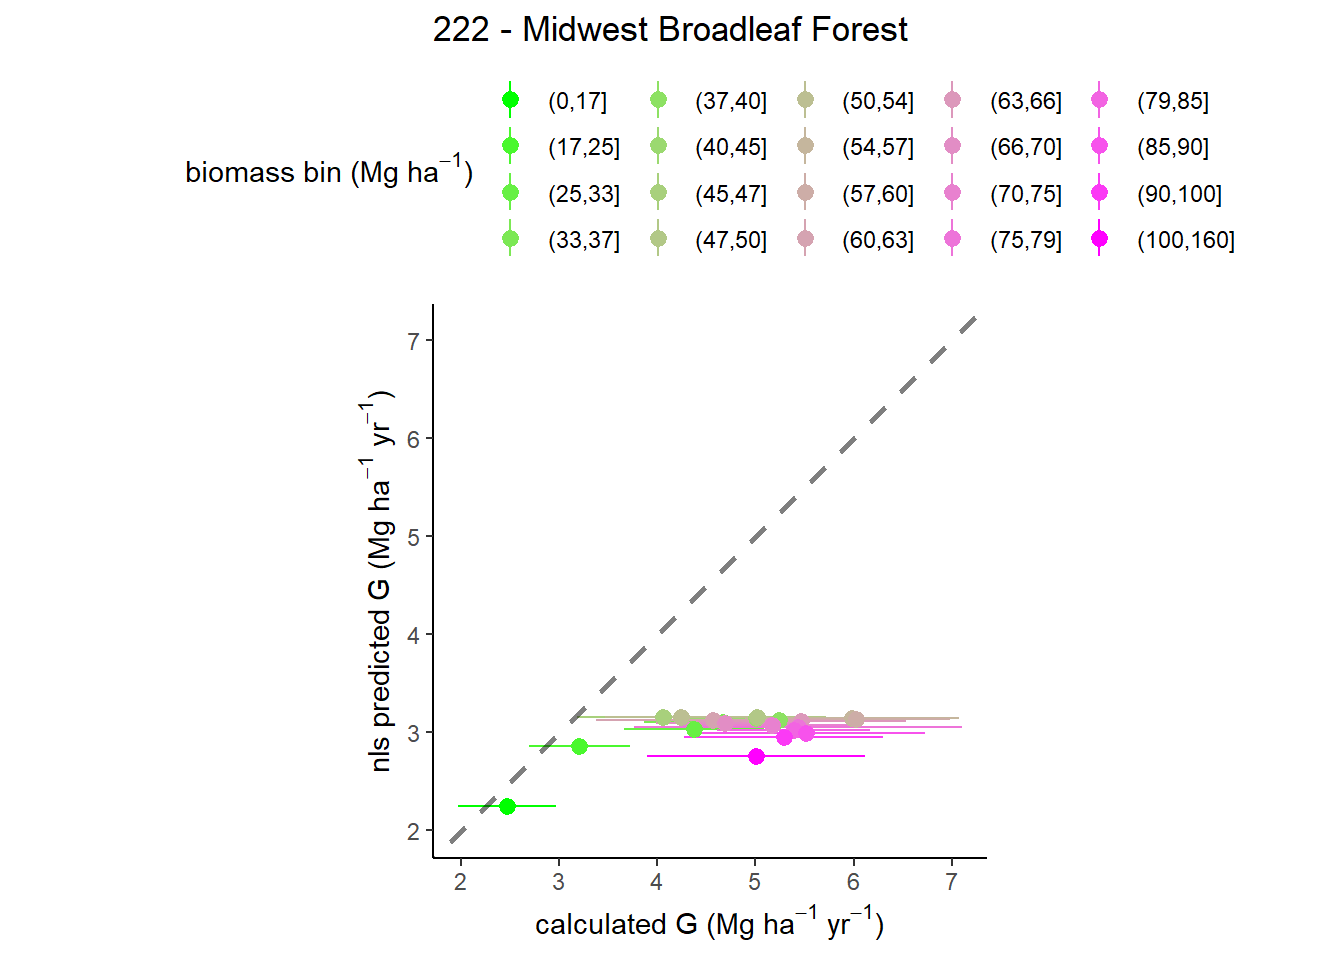 222 - Midwest Broadleaf Forest
biomass bin (Mg ha⁻¹)
(0,17] (37,40] (50,54] (63,66] (79,85]
(17,25] (40,45] (54,57] (66,70] (85,90]
(25,33] (45,47] (57,60] (70,75] (90,100]
(33,37] (47,50] (60,63] (75,79] (100,160]
nls predicted G (Mg ha⁻¹ yr⁻¹)
7
6
5
4
3
2
2 3 4 5 6 7
calculated G (Mg ha⁻¹ yr⁻¹)